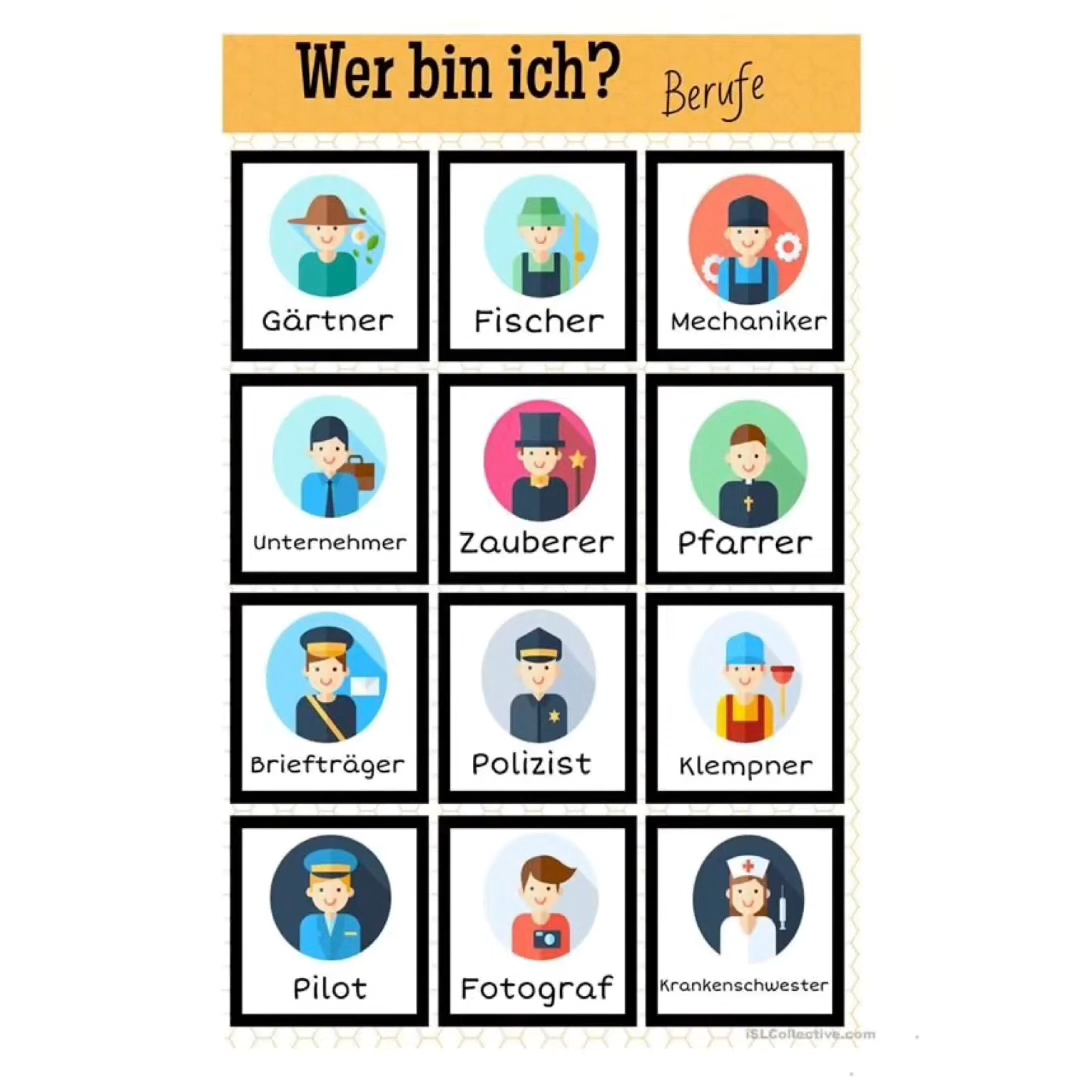 Wer bin ich? Berufe
Gärtner Fischer Mechaniker
Unternehmer Zauberer Pfarrer
Briefträger Polizist Klempner
Pilot Fotograf Krankenschwester
iSLCollective.com